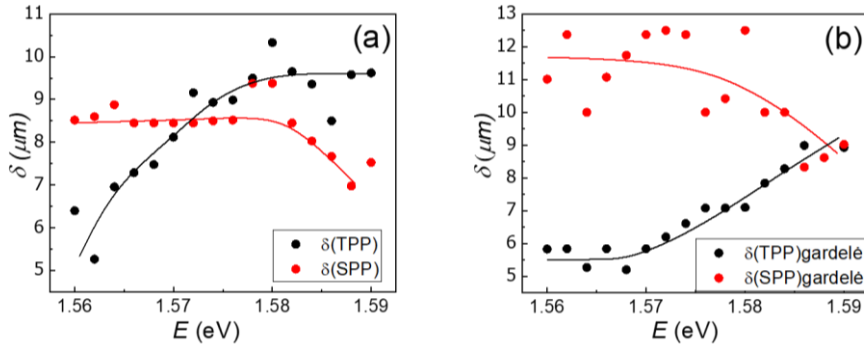 11
10
9
8
7
6
5
δ (μm)
(a)
δ(TPP)
δ(SPP)
1.56
1.57
1.58
1.59
E (eV)
13
12
11
10
9
8
7
6
5
δ (μm)
(b)
δ(TPP)gardelė
δ(SPP)gardelė
1.56
1.57
1.58
1.59
E (eV)